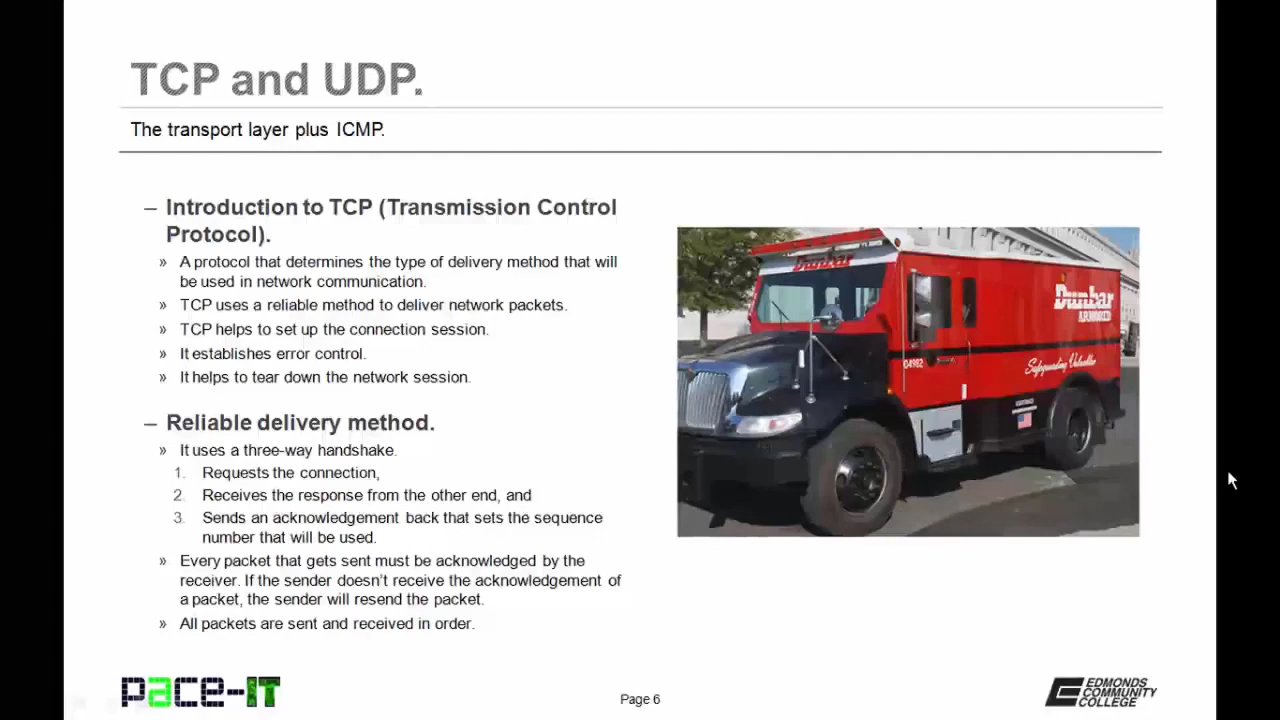 TCP and UDP.
The transport layer plus ICMP.
– Introduction to TCP (Transmission Control
Protocol).
» A protocol that determines the type of delivery method that will
be used in network communication.
» TCP uses a reliable method to deliver network packets.
» TCP helps to set up the connection session.
» It establishes error control.
» It helps to tear down the network session.
– Reliable delivery method.
» It uses a three-way handshake.
1. Requests the connection,
2. Receives the response from the other end, and
3. Sends an acknowledgement back that sets the sequence
number that will be used.
» Every packet that gets sent must be acknowledged by the
receiver. If the sender doesn't receive the acknowledgement of
a packet, the sender will resend the packet.
» All packets are sent and received in order.
Dunbar
Dunbar
ARMORED
Safeguarding Valuables
04982
pace-IT
Page 6
EDMONDS
COMMUNITY
COLLEGE